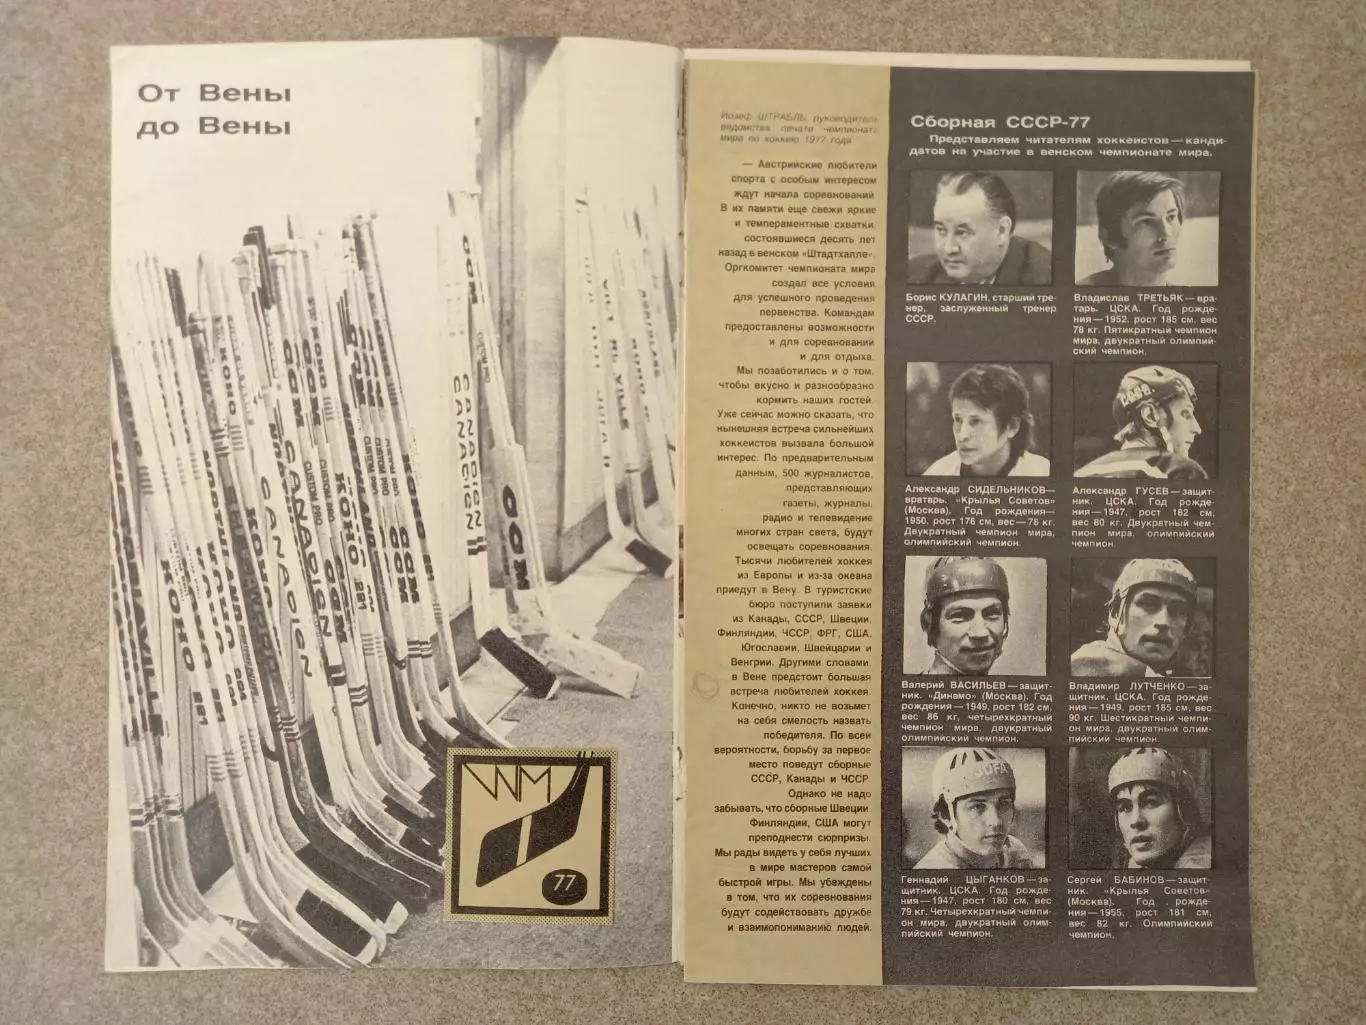 От Вены
до Вены
WM
77
Йозеф ШТРАБЛЬ, руководитель
ведомства печати чемпионата
мира по хоккею 1977 года
— Австрийские любители
спорта с особым интересом
ждут начала соревнований.
В их памяти еще свежи яркие
и темпераментные схватки,
состоявшиеся десять лет
назад в венском «Штадтхалле».
Оргкомитет чемпионата мира
создал все условия
для успешного проведения
первенства. Командам
предоставлены возможности
и для соревнований
и для отдыха.
Мы позаботились и о том,
чтобы вкусно и разнообразно
кормить наших гостей.
Уже сейчас можно сказать, что
нынешняя встреча сильнейших
хоккеистов вызвала большой
интерес. По предварительным
данным, 500 журналистов,
представляющих
газеты, журналы,
радио и телевидение
многих стран света, будут
освещать соревнования.
Тысячи любителей хоккея
из Европы и из-за океана
приедут в Вену. В туристские
бюро поступили заявки
из Канады, СССР, Швеции,
Финляндии, ЧССР, ФРГ, США,
Югославии, Швейцарии и
Венгрии. Другими словами,
в Вене предстоит большая
встреча любителей хоккея.
Конечно, никто не возьмет
на себя смелость назвать
победителя. По всей
вероятности, борьбу за первое
место поведут сборные
СССР, Канады и ЧССР.
Однако не надо
забывать, что сборные Швеции,
Финляндии, США могут
преподнести сюрпризы.
Мы рады видеть у себя лучших
в мире мастеров самой
быстрой игры. Мы убеждены
в том, что их соревнования
будут содействовать дружбе
и взаимопониманию людей.
Сборная СССР-77
Представляем читателям хоккеистов — канди-
датов на участие в венском чемпионате мира.
Борис КУЛАГИН, старший тре-
нер, заслуженный тренер
СССР.
Владислав ТРЕТЬЯК — вра-
тарь. ЦСКА. Год рожде-
ния — 1952, рост 185 см, вес
78 кг. Пятикратный чемпион
мира, двукратный олимпий-
ский чемпион.
Александр СИДЕЛЬНИКОВ —
вратарь. «Крылья Советов»
(Москва). Год рождения —
1950, рост 176 см, вес — 78 кг.
Двукратный чемпион мира,
олимпийский чемпион.
Александр ГУСЕВ — защит-
ник. ЦСКА. Год рожде-
ния — 1947, рост 182 см,
вес 80 кг. Двукратный чем-
пион мира, олимпийский
чемпион.
Валерий ВАСИЛЬЕВ — защит-
ник. «Динамо» (Москва). Год
рождения — 1949, рост 182 см,
вес 86 кг, четырехкратный
чемпион мира, двукратный
олимпийский чемпион.
Владимир ЛУТЧЕНКО — за-
щитник. ЦСКА. Год рожде-
ния — 1949, рост 185 см, вес
90 кг. Шестикратный чемпи-
он мира, двукратный олим-
пийский чемпион.
JOFA
Геннадий ЦЫГАНКОВ — за-
щитник. ЦСКА. Год рожде-
ния — 1947, рост 180 см, вес
79 кг. Четырехкратный чемпи-
он мира, двукратный олим-
пийский чемпион.
Сергей БАБИНОВ — защит-
ник. «Крылья Советов»
(Москва). Год рожде-
ния — 1955, рост 181 см,
вес 82 кг. Олимпийский
чемпион.
CANADIEN
CANADIEN
KOHO
KOHO 221
CUSTOM PRO